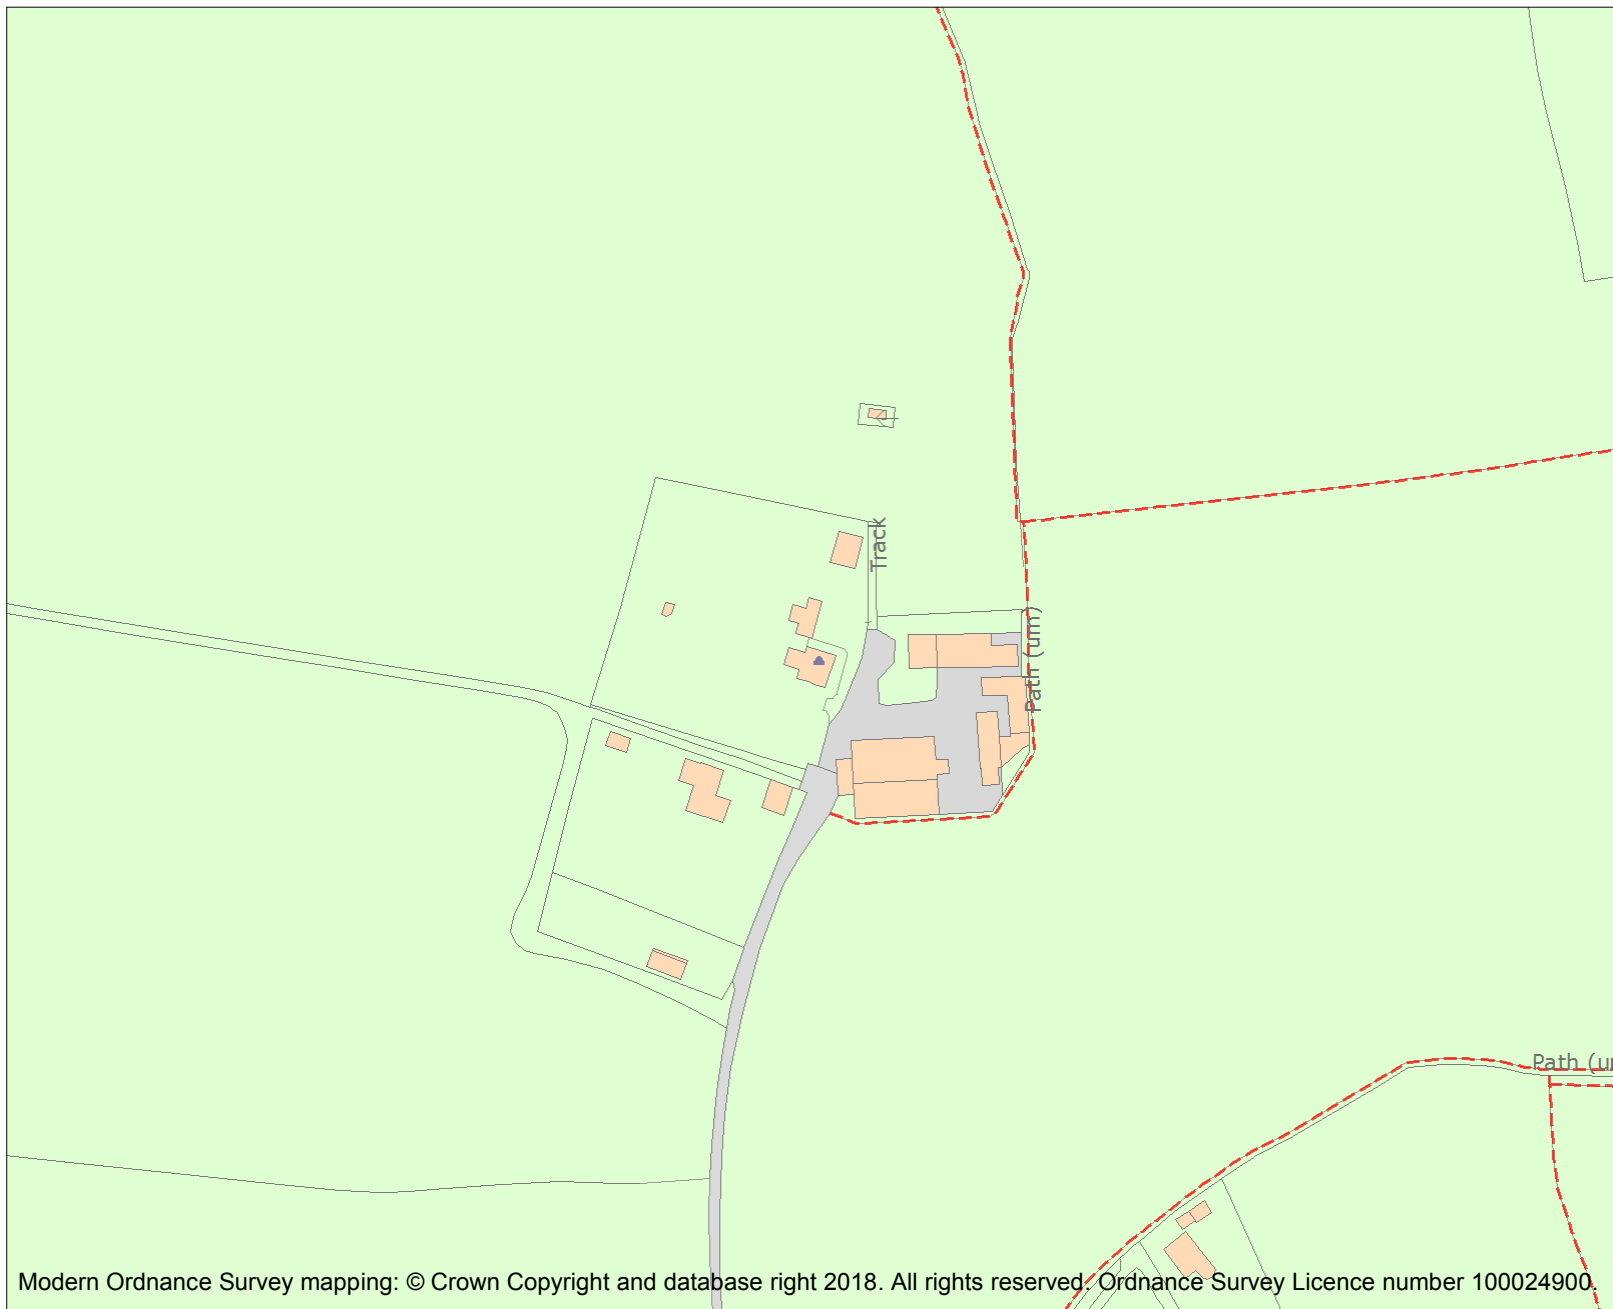 Track
Path (um)
Path (u
Modern Ordnance Survey mapping: © Crown Copyright and database right 2018. All rights reserved. Ordnance Survey Licence number 100024900.